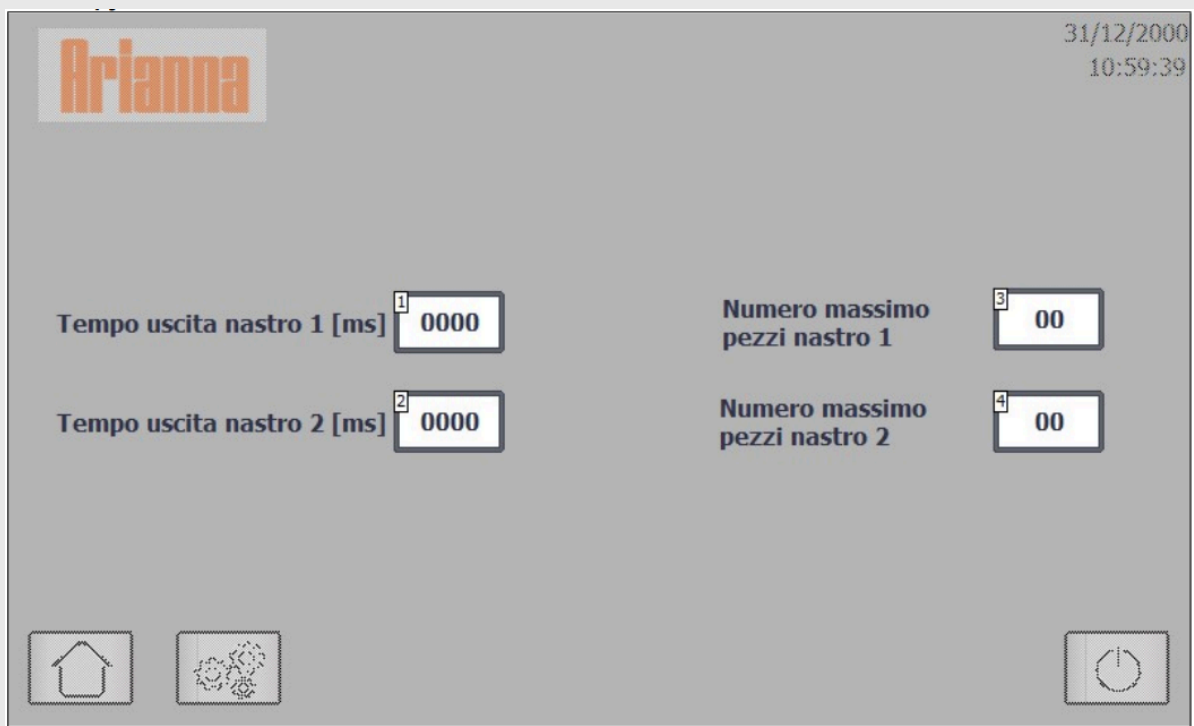 Arianna
31/12/2000
10:59:39
Tempo uscita nastro 1 [ms]
1
0000
Numero massimo
pezzi nastro 1
3
00
Tempo uscita nastro 2 [ms]
2
0000
Numero massimo
pezzi nastro 2
4
00